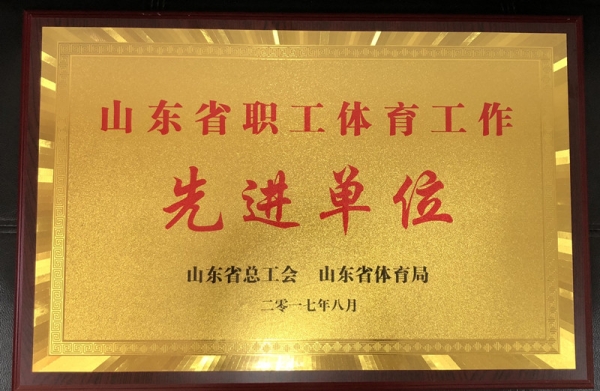 山东省职工体育工作
先进单位
山东省总工会 山东省体育局
二零一七年八月